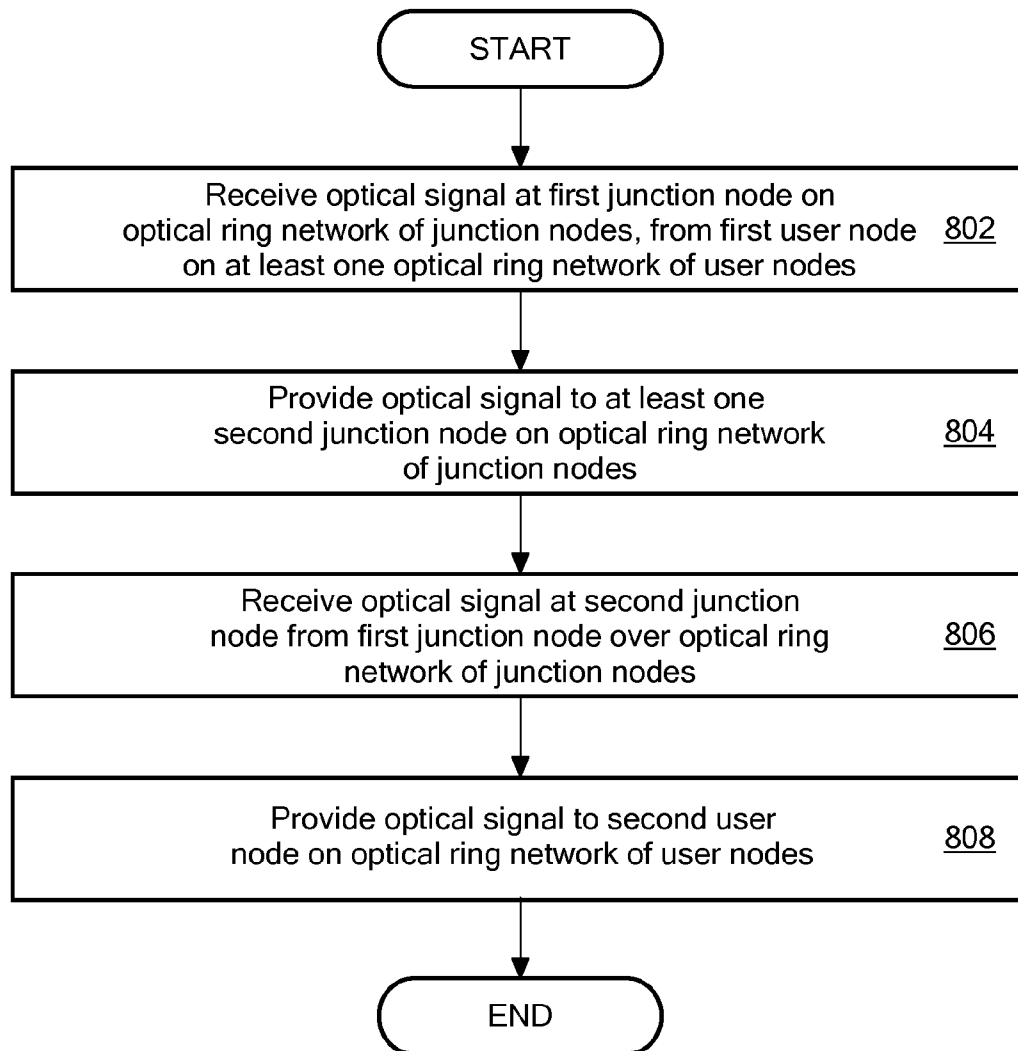 START
Receive optical signal at first junction node on
optical ring network of junction nodes, from first user node
on at least one optical ring network of user nodes
802
Provide optical signal to at least one
second junction node on optical ring network
of junction nodes
804
Receive optical signal at second junction
node from first junction node over optical ring
network of junction nodes
806
Provide optical signal to second user
node on optical ring network of user nodes
808
END